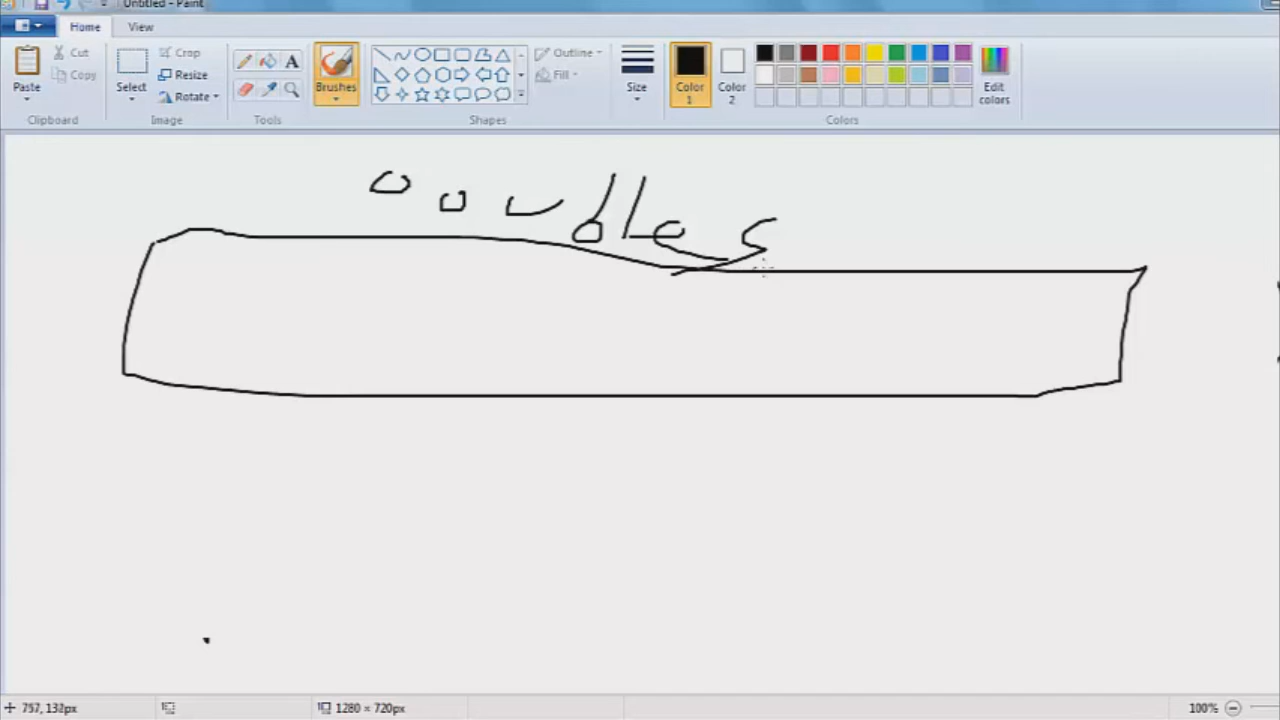 Untitled - Paint
Home View
Paste Cut Copy Select Crop Resize Rotate Brushes Outline Fill Size Color 1 Color 2 Edit colors
Clipboard Image Tools Shapes Colors
ooubles
757, 132px 1280 × 720px 100%